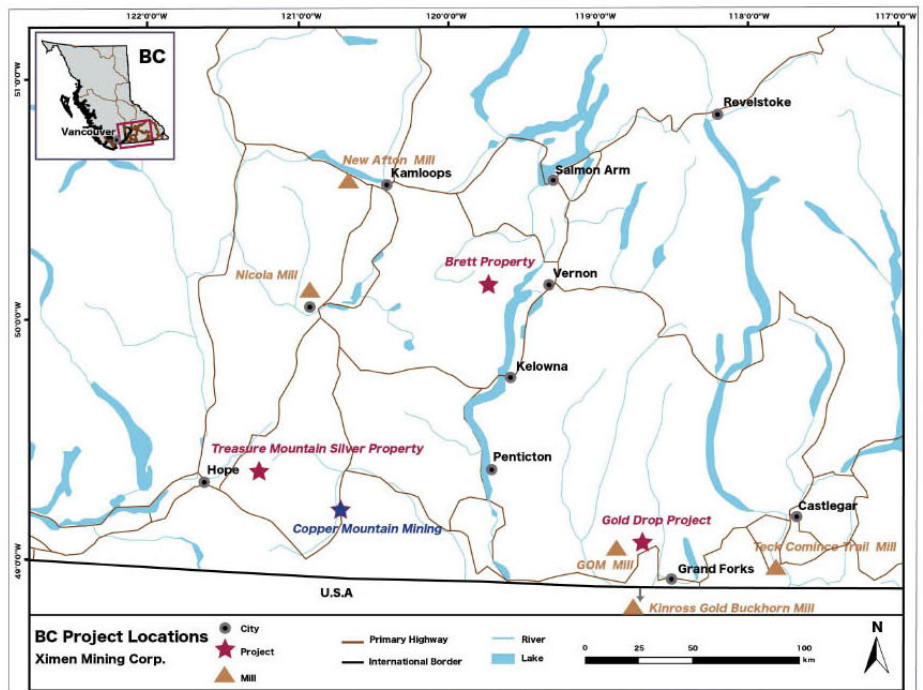 122°0'0"W 121°0'0"W 120°0'0"W 119°0'0"W 118°0'0"W 117°0'0"W
51°0'0"W
50°0'0"W
49°0'0"W
BC
Vancouver
Revelstoke
New Afton Mill
Kamloops
Salmon Arm
Brett Property
Nicola Mill
Vernon
Kelowna
Treasure Mountain Silver Property
Hope
Penticton
Copper Mountain Mining
Castlegar
Gold Drop Project
Teck Cominco Trail Mill
GOM Mill
Grand Forks
U.S.A
Kinross Gold Buckhorn Mill
BC Project Locations
Ximen Mining Corp.
City
Project
Mill
Primary Highway
International Border
River
Lake
0 25 50 100
km
N